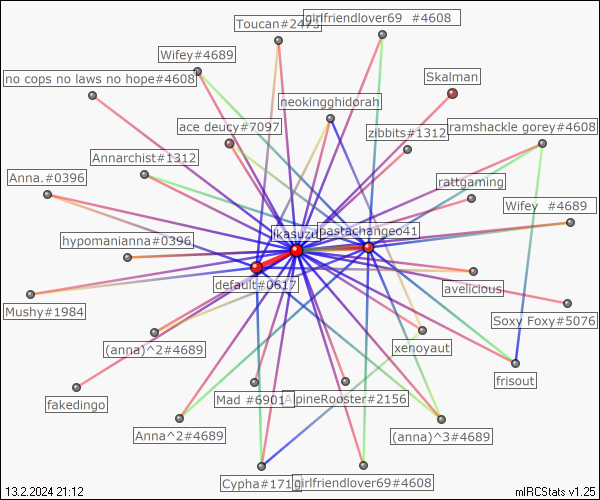 Toucan#2473
girlfriendlover69 #4608
Wifey#4689
no cops no laws no hope#4608
Skalman
neokingghidorah
ace deucy#7097
zibbits#1312
ramshackle gorey#4608
Annarchist#1312
Anna.#0396
rattgaming
Wifey #4689
jkasuzu
pastachangeo41
hypomanianna#0396
default#0617
avelicious
Mushy#1984
Soxy Foxy#5076
(anna)^2#4689
xenoyaut
fakedingo
frisout
Mad #6901
AlpineRooster#2156
Anna^2#4689
(anna)^3#4689
Cypha#171
girlfriendlover69#4608
13.2.2024 21:12
mIRCStats v1.25